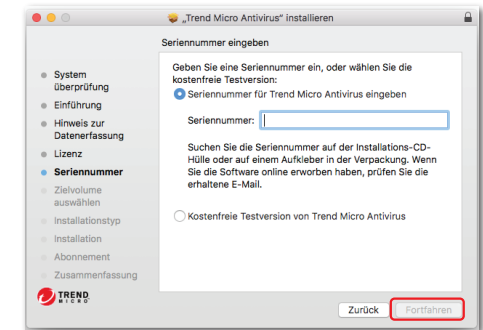 „Trend Micro Antivirus“ installieren
Seriennummer eingeben
System
überprüfung
Einführung
Hinweis zur
Datenerfassung
Lizenz
Seriennummer
Zielvolume
auswählen
Installationstyp
Installation
Abonnement
Zusammenfassung
Geben Sie eine Seriennummer ein, oder wählen Sie die
kostenfreie Testversion:
Seriennummer für Trend Micro Antivirus eingeben
Seriennummer:
Suchen Sie die Seriennummer auf der Installations-CD-
Hülle oder auf einem Aufkleber in der Verpackung. Wenn
Sie die Software online erworben haben, prüfen Sie die
erhaltene E-Mail.
Kostenfreie Testversion von Trend Micro Antivirus
TREND
MICRO
Zurück Fortfahren